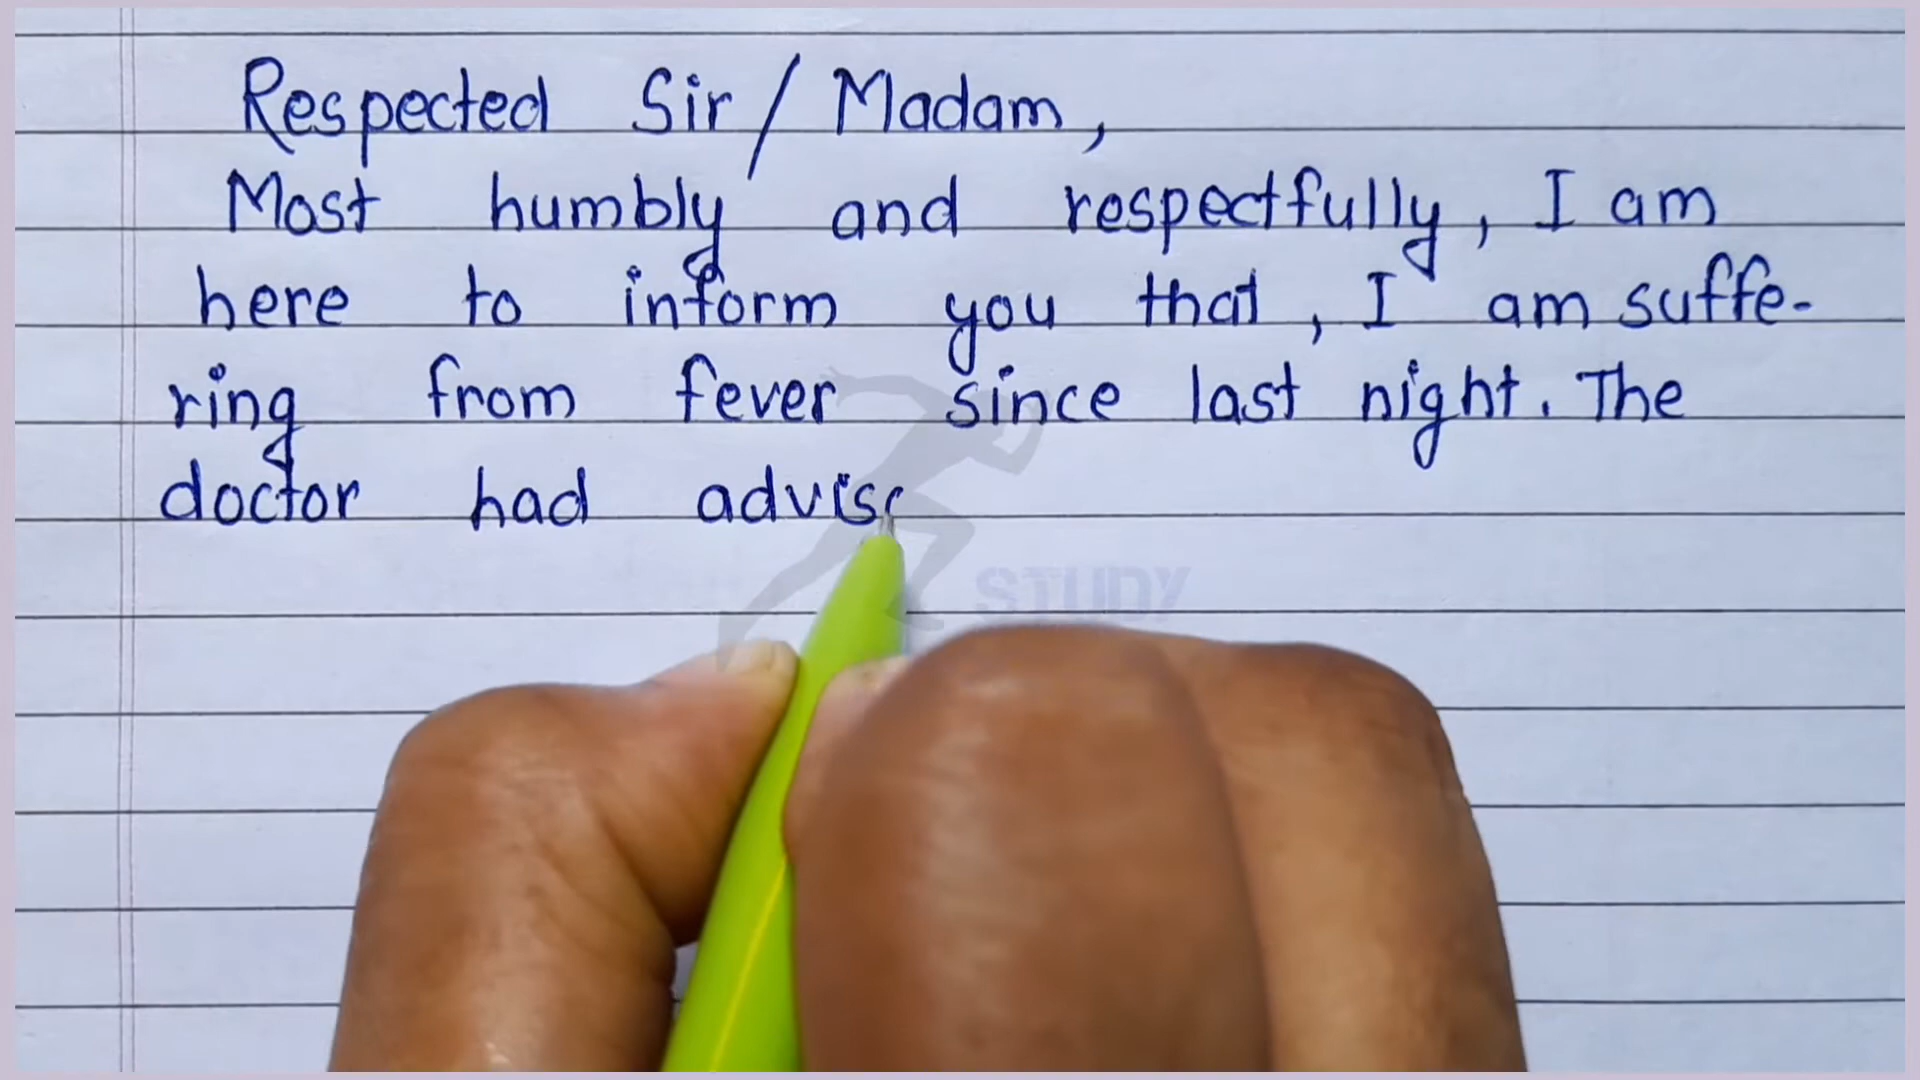 Respected Sir/Madam,
Most humbly and respectfully, I am
here to inform you that, I am suffe-
ring from fever since last night. The
doctor had advis
STUDY